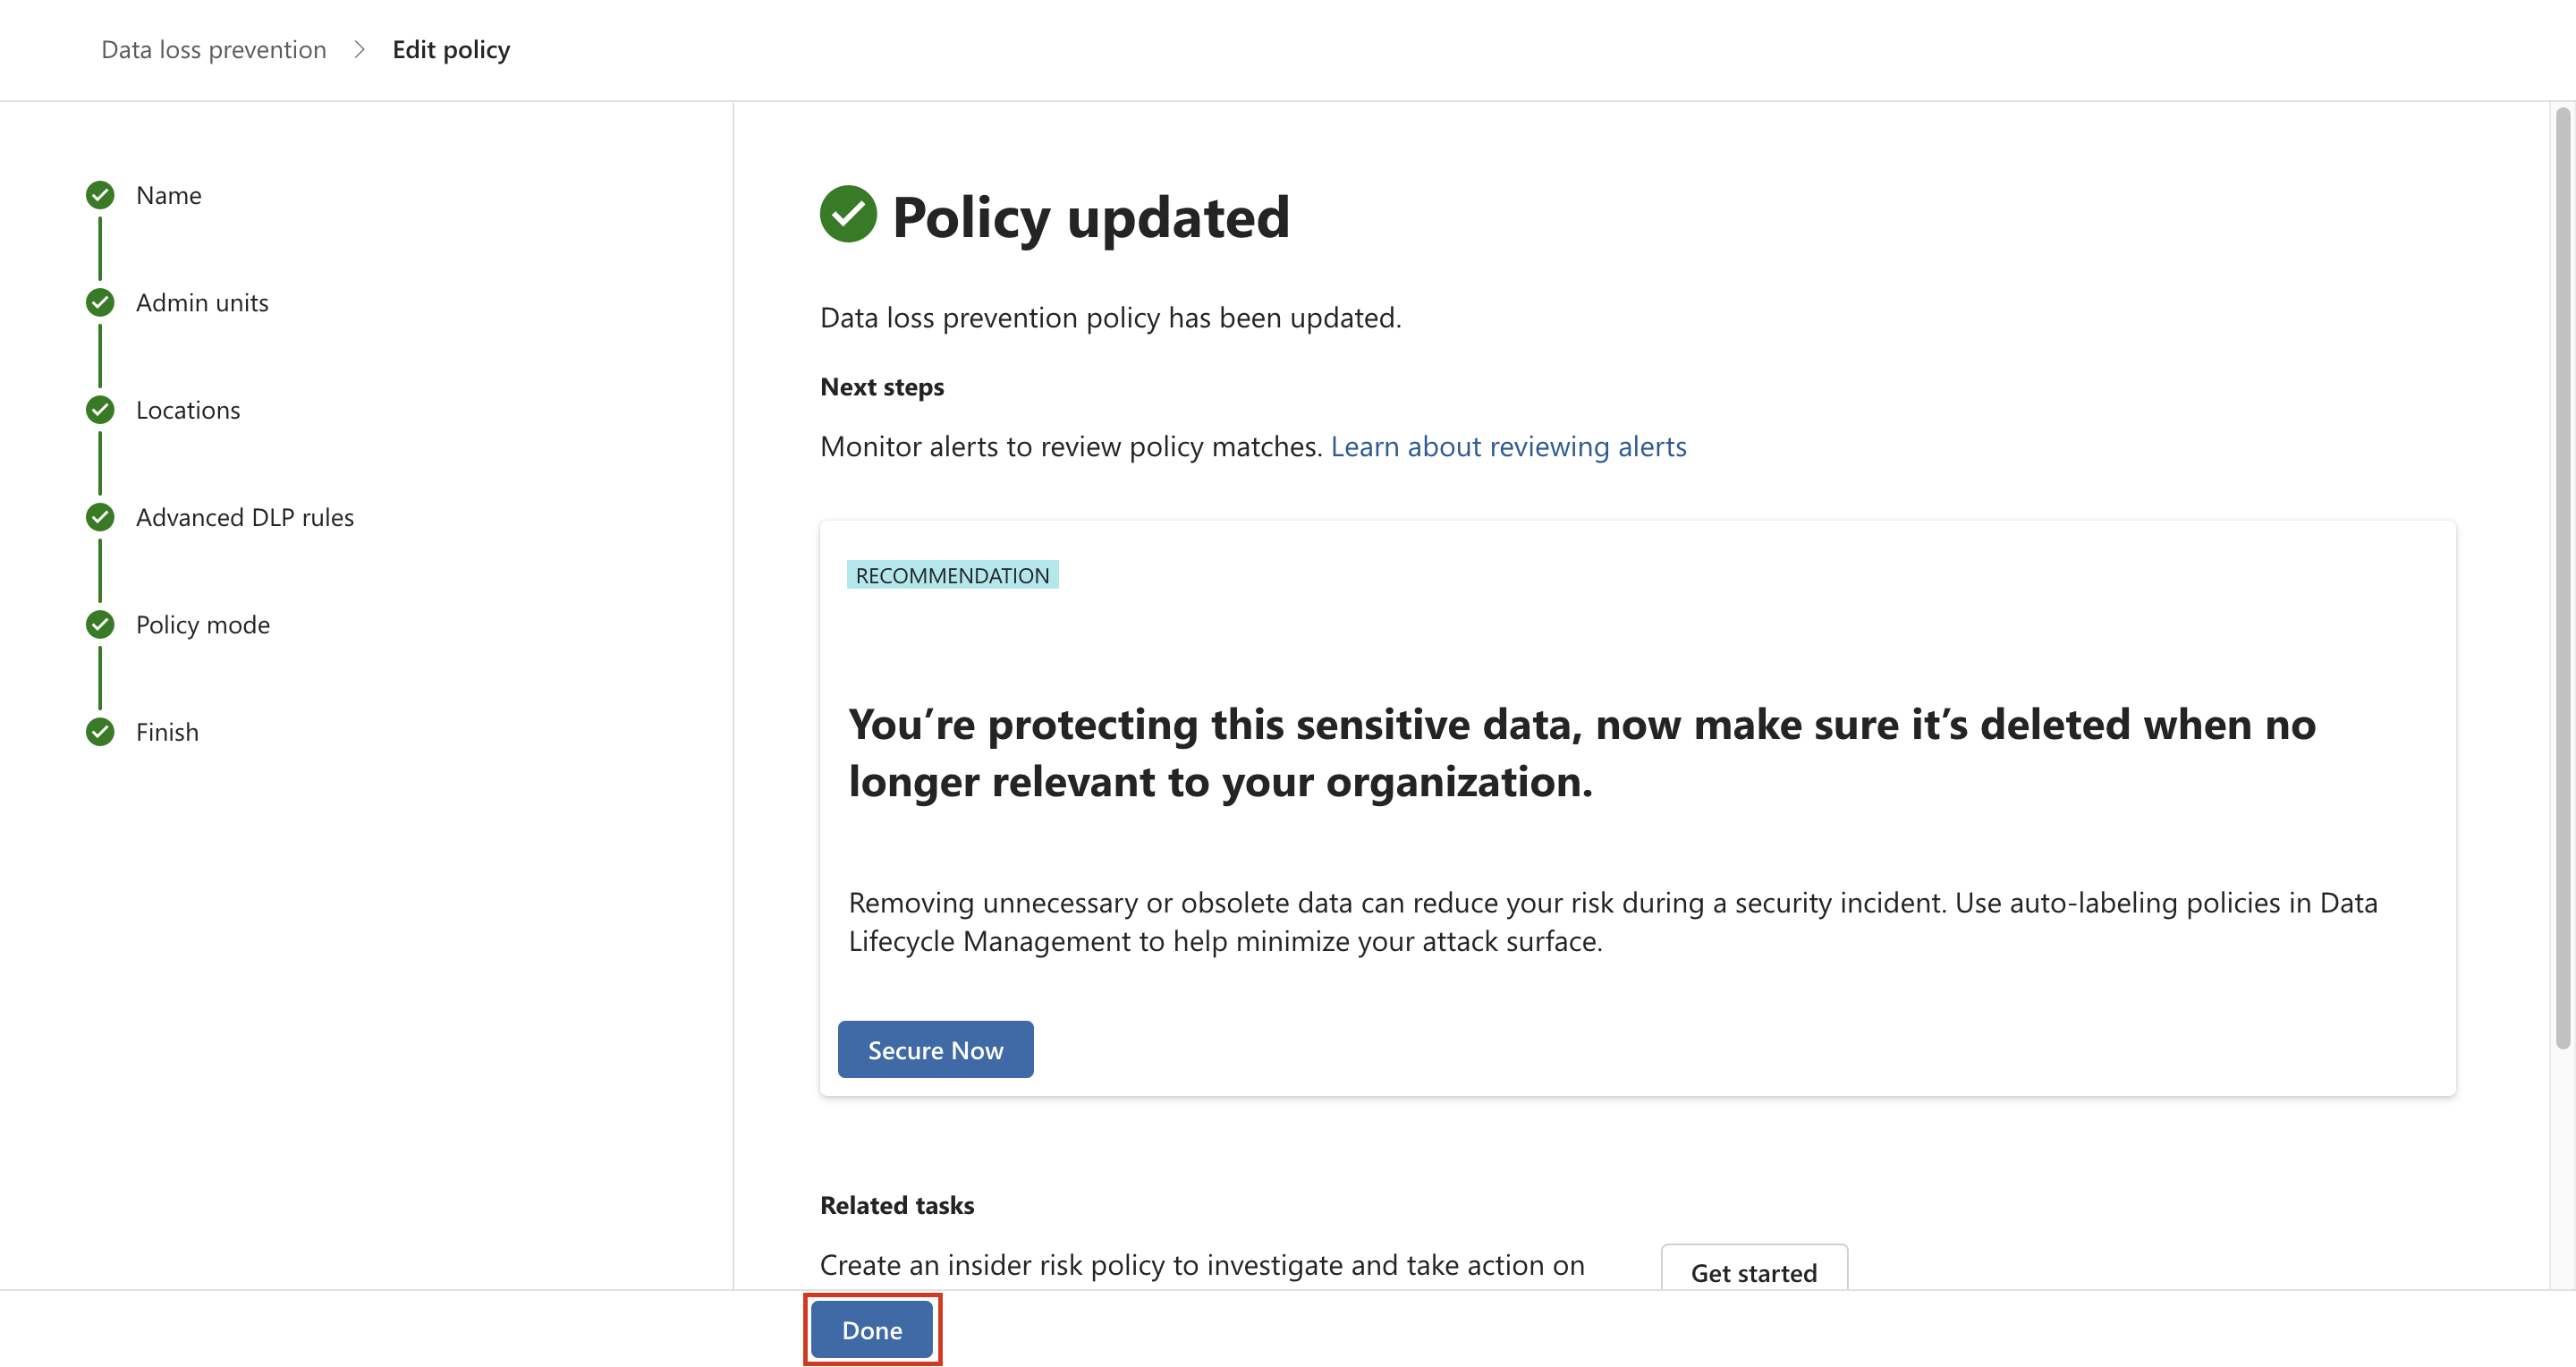 Data loss prevention > Edit policy
Name
Admin units
Locations
Advanced DLP rules
Policy mode
Finish
Policy updated
Data loss prevention policy has been updated.
Next steps
Monitor alerts to review policy matches. Learn about reviewing alerts
RECOMMENDATION
You’re protecting this sensitive data, now make sure it’s deleted when no
longer relevant to your organization.
Removing unnecessary or obsolete data can reduce your risk during a security incident. Use auto-labeling policies in Data
Lifecycle Management to help minimize your attack surface.
Secure Now
Related tasks
Create an insider risk policy to investigate and take action on
Get started
Done